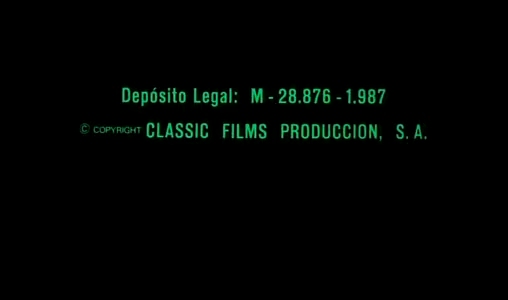 Depósito Legal: M - 28.876 - 1.987
© COPYRIGHT CLASSIC FILMS PRODUCCION, S. A.